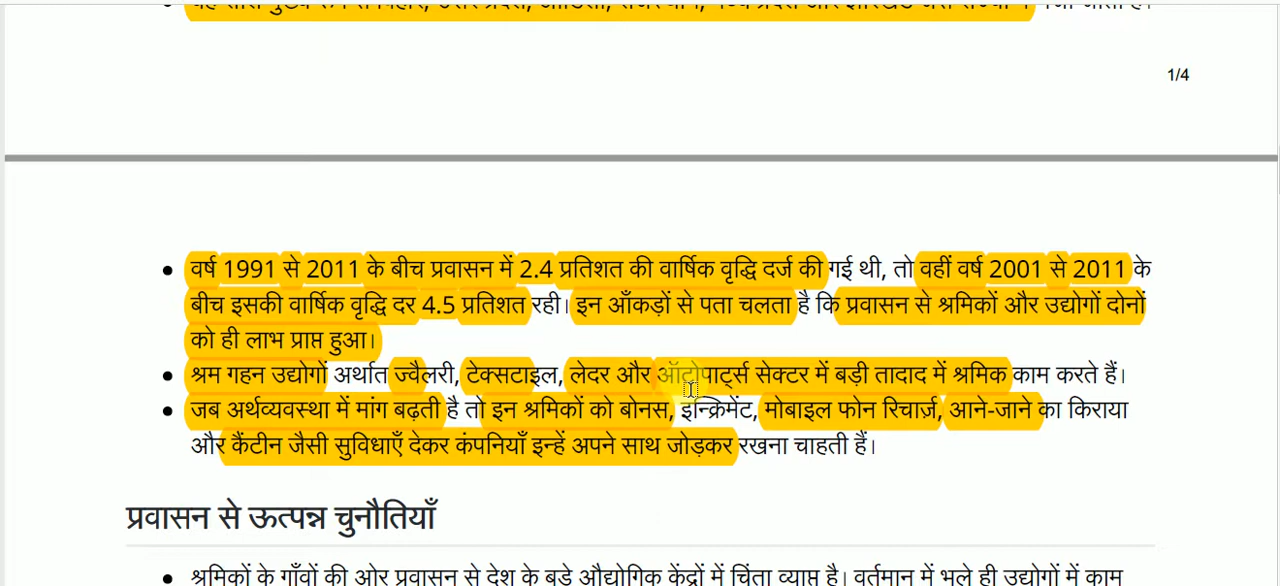 1/4
● वर्ष 1991 से 2011 के बीच प्रवासन में 2.4 प्रतिशत की वार्षिक वृद्धि दर्ज की गई थी, तो वहीं वर्ष 2001 से 2011 के
बीच इसकी वार्षिक वृद्धि दर 4.5 प्रतिशत रही। इन आँकड़ों से पता चलता है कि प्रवासन से श्रमिकों और उद्योगों दोनों
को ही लाभ प्राप्त हुआ।
● श्रम गहन उद्योगों अर्थात ज्वैलरी, टेक्सटाइल, लेदर और ऑटोपार्ट्स सेक्टर में बड़ी तादाद में श्रमिक काम करते हैं।
● जब अर्थव्यवस्था में मांग बढ़ती है तो इन श्रमिकों को बोनस, इन्क्रिमेंट, मोबाइल फोन रिचार्ज़, आने-जाने का किराया
और कैंटीन जैसी सुविधाएँ देकर कंपनियाँ इन्हें अपने साथ जोड़कर रखना चाहती हैं।
प्रवासन से ऊत्पन्न चुनौतियाँ
● श्रमिकों के गाँवों की ओर प्रवासन से देश के बड़े औद्योगिक केंद्रों में चिंता व्याप्त है। वर्तमान में भले ही उद्योगों में काम